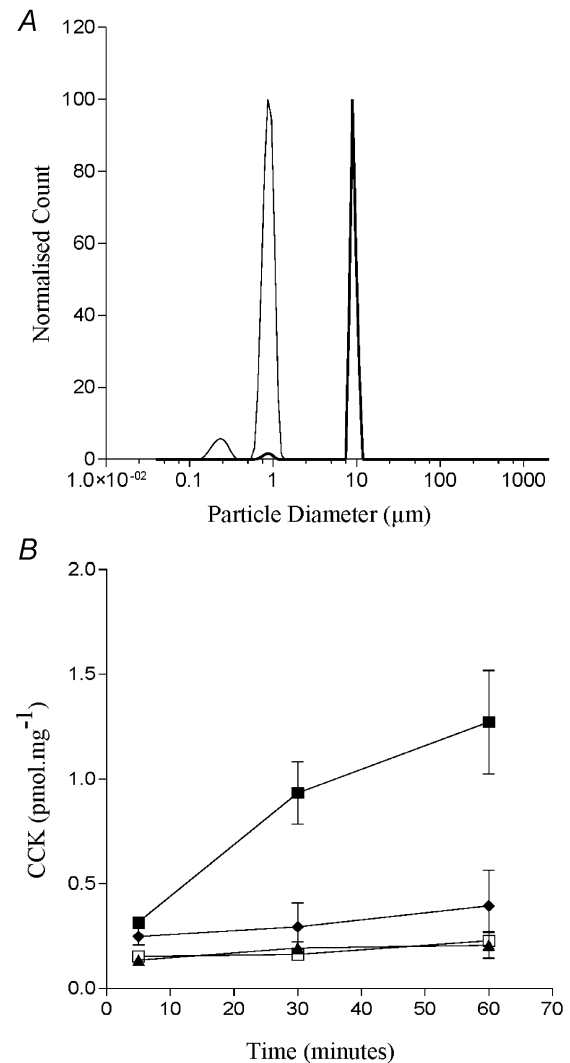 A
120
100
80
60
40
20
0
Normalised Count
1.0×10⁻⁰² 0.1 1 10 100 1000
Particle Diameter (µm)
B
2.0
1.5
1.0
0.5
0.0
CCK (pmol.mg⁻¹)
0 10 20 30 40 50 60 70
Time (minutes)